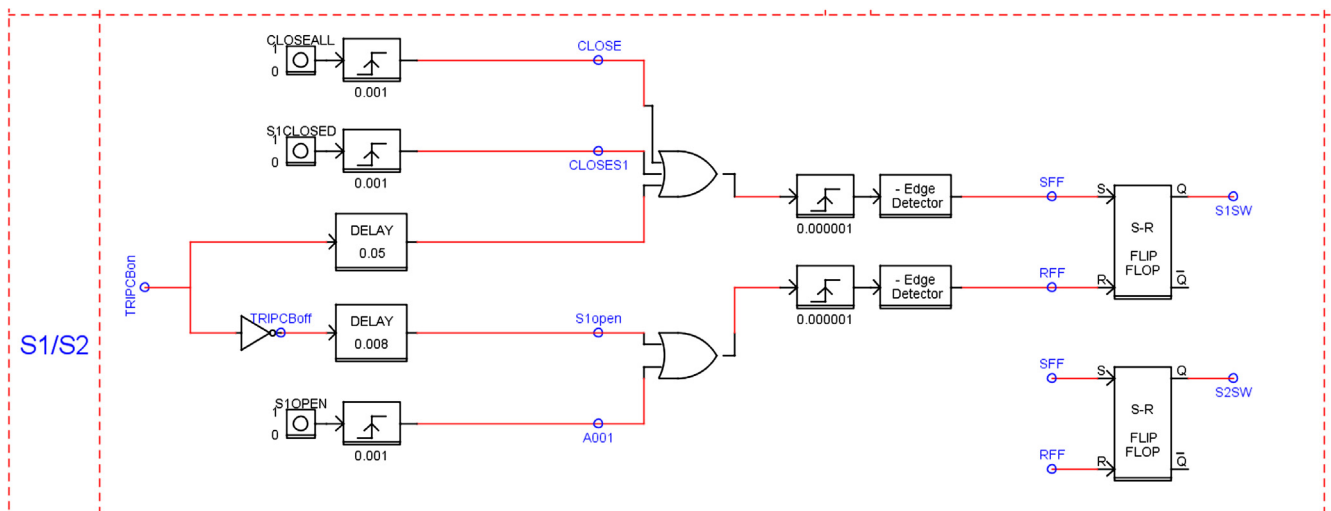 CLOSEALL
1
0
0.001
CLOSE
S1CLOSED
1
0
0.001
CLOSES1
DELAY
0.05
TRIPCBon
TRIPCBoff
DELAY
0.008
S1open
S1OPEN
1
0
0.001
A001
0.000001
- Edge
Detector
SFF
S
Q
S-R
FLIP
FLOP
R
Q
S1SW
0.000001
- Edge
Detector
RFF
S1/S2
SFF
S
Q
S-R
FLIP
FLOP
S2SW
RFF
R
Q